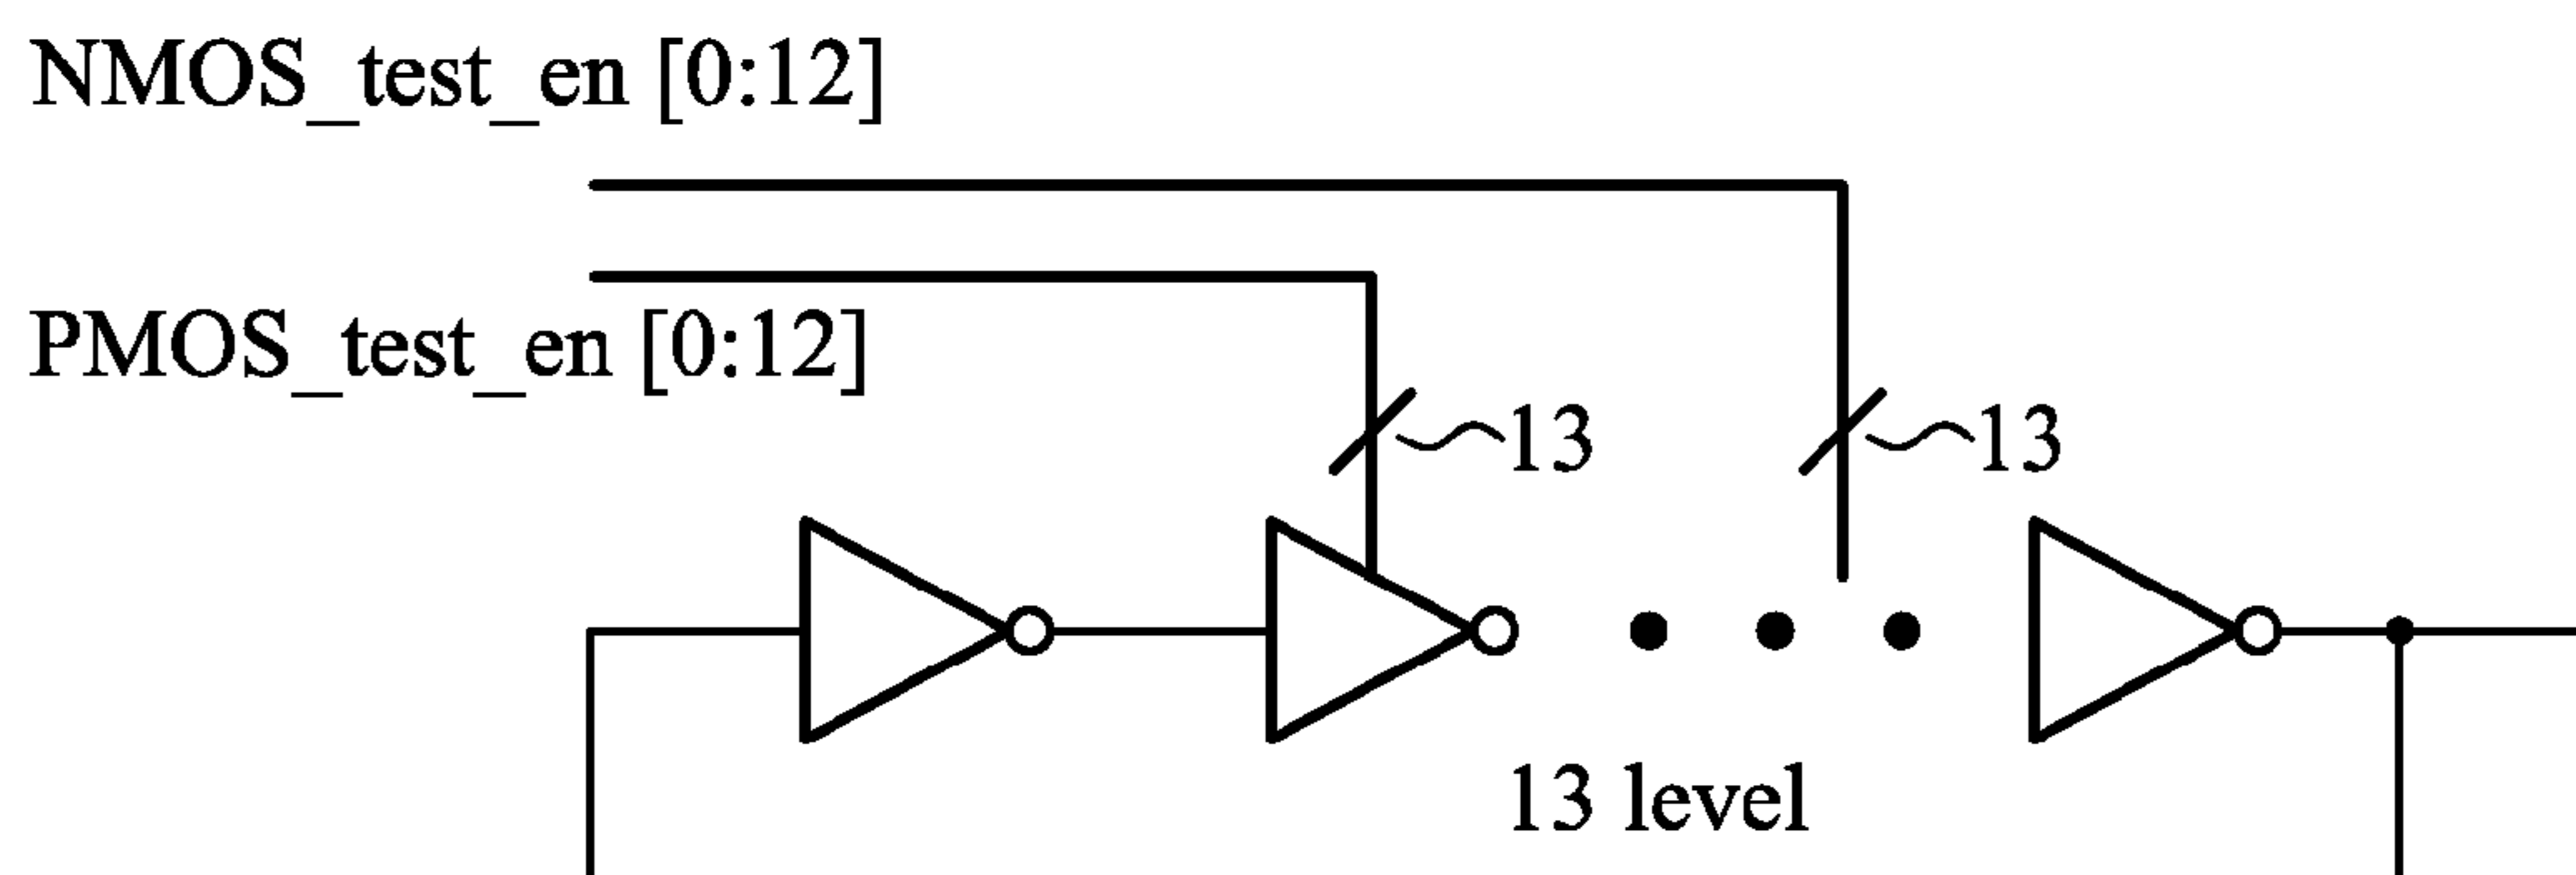 NMOS_test_en [0:12]
PMOS_test_en [0:12]
13
13
13 level